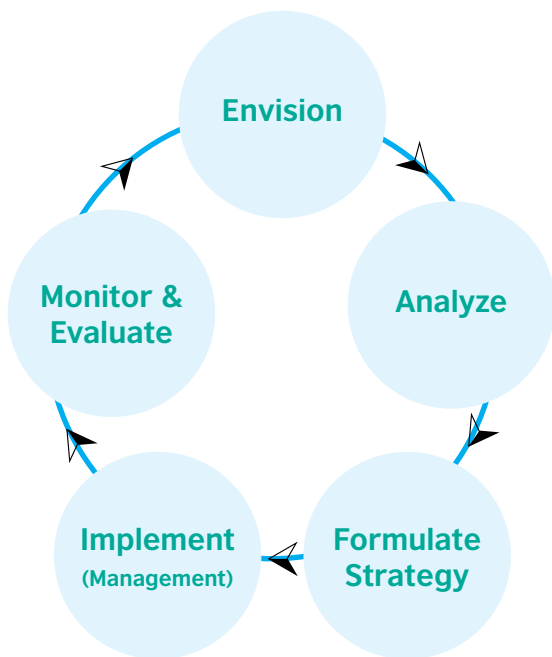 Envision
Analyze
Formulate
Strategy
Implement
(Management)
Monitor &
Evaluate